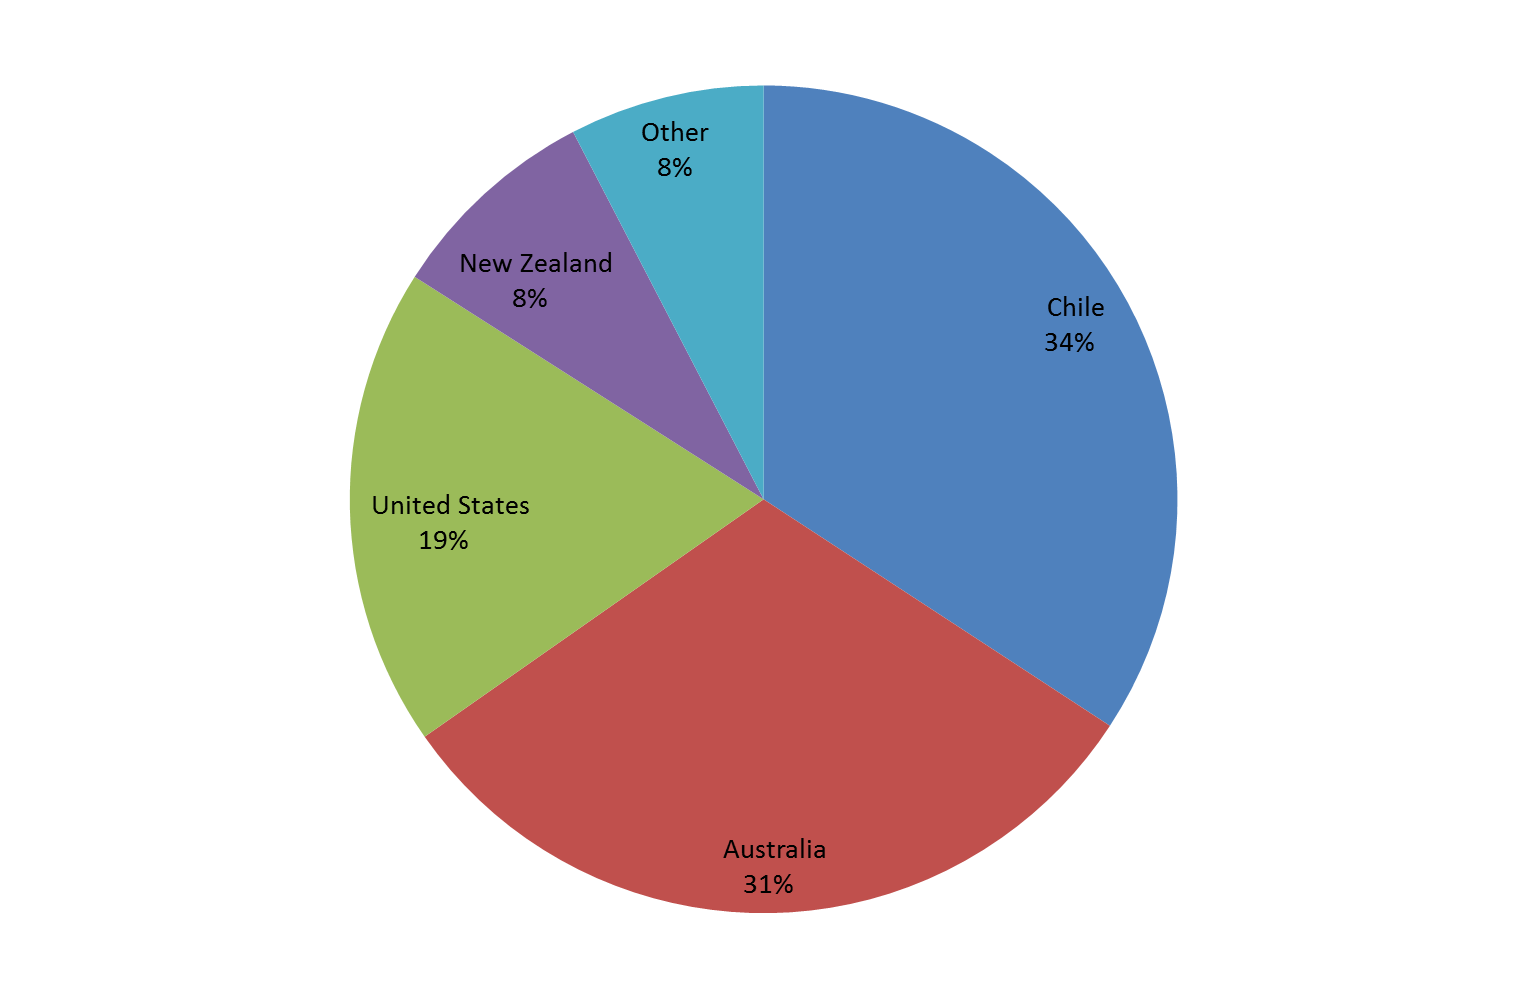 Other
8%
New Zealand
8%
Chile
34%
United States
19%
Australia
31%